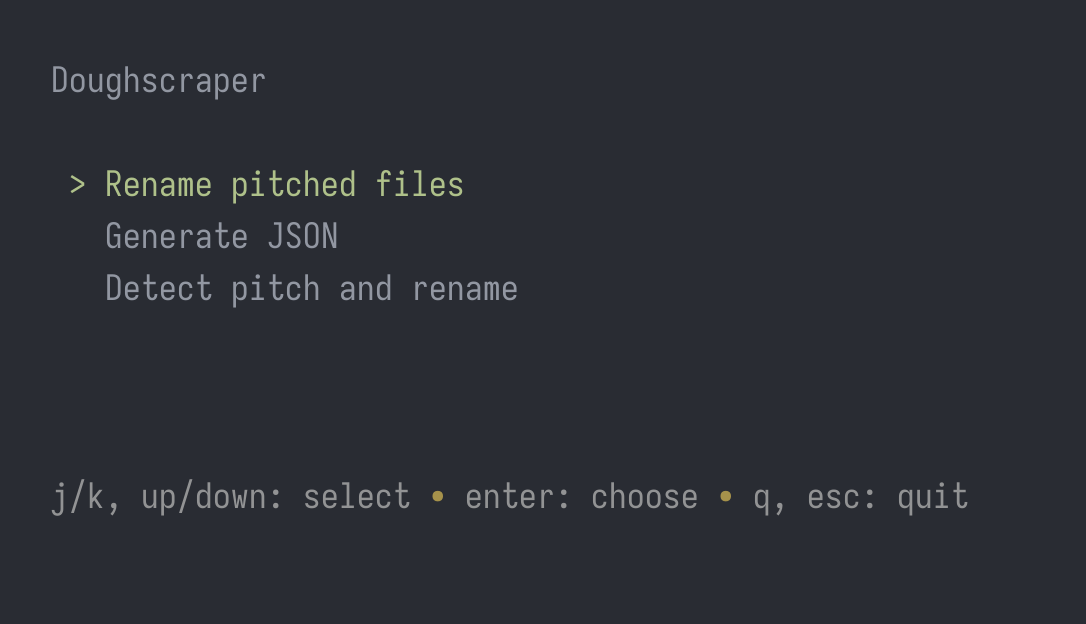 Doughscraper
> Rename pitched files
Generate JSON
Detect pitch and rename
j/k, up/down: select • enter: choose • q, esc: quit